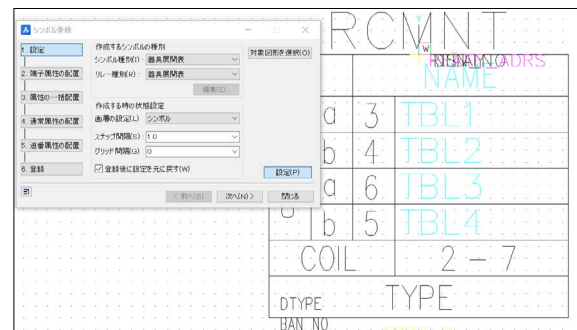 シンボル登録
1. 設定
2. 端子属性の配置
3. 属性の一括配置
4. 通常属性の配置
5. 追番属性の配置
6. 登録
作成するシンボルの種別
シンボル種別(I): 器具展開表
リレー種別(R): 器具展開表
編集(E)...
対象図形を選択(O)
作成する時の状態設定
画層の設定(L) シンボル
スナップ間隔(S): 1.0
グリッド間隔(G) 0
登録後に設定を元に戻す(W)
設定(P)
< 前へ(B)
次へ(N) >
閉じる
RCMNT
Y
W
ADRS
NAME
a 3 TBL1
b 4 TBL2
a 6 TBL3
b 5 TBL4
COIL 2 - 7
DTYPE TYPE
BAN NO